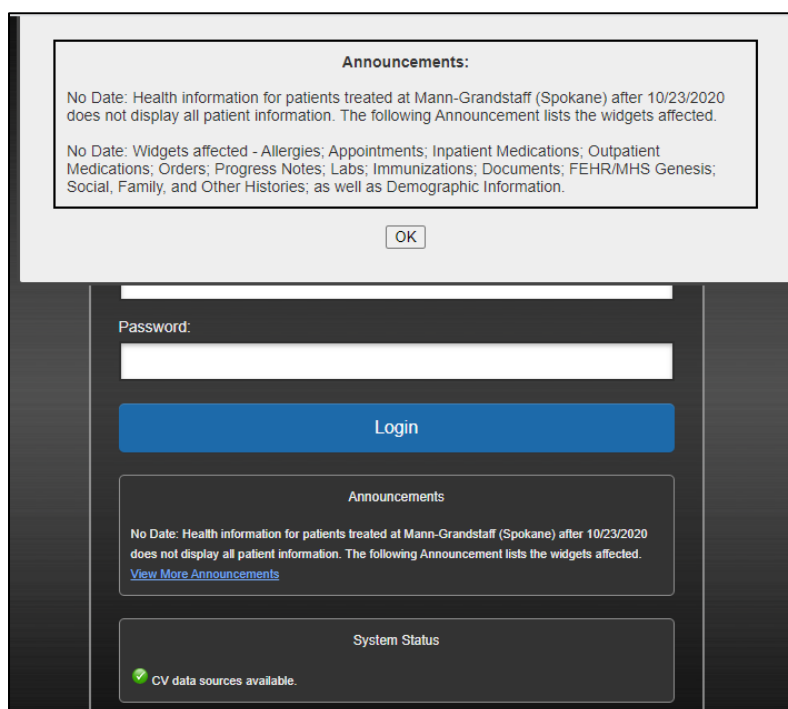 Announcements:
No Date: Health information for patients treated at Mann-Grandstaff (Spokane) after 10/23/2020
does not display all patient information. The following Announcement lists the widgets affected.
No Date: Widgets affected - Allergies; Appointments; Inpatient Medications; Outpatient
Medications; Orders; Progress Notes; Labs; Immunizations; Documents; FEHR/MHS Genesis;
Social, Family, and Other Histories; as well as Demographic Information.
OK
Password:
Login
Announcements
No Date: Health information for patients treated at Mann-Grandstaff (Spokane) after 10/23/2020
does not display all patient information. The following Announcement lists the widgets affected.
View More Announcements
System Status
CV data sources available.